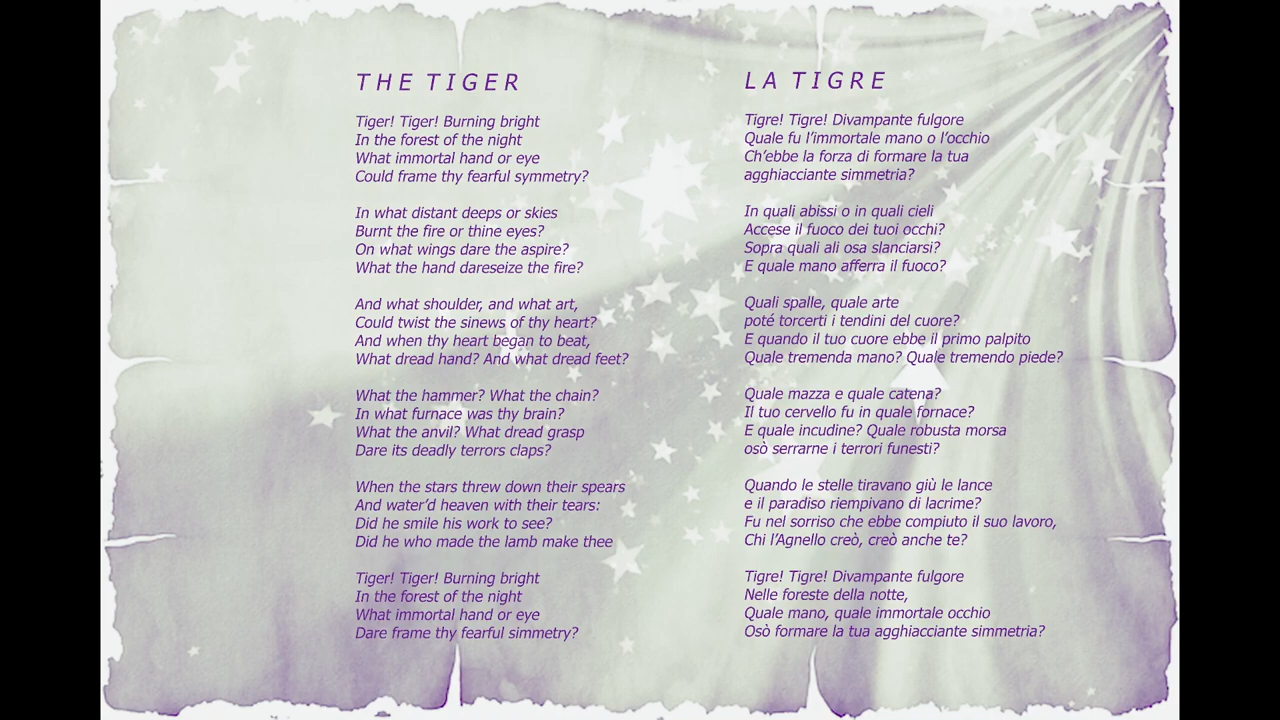 THE TIGER
Tiger! Tiger! Burning bright
In the forest of the night
What immortal hand or eye
Could frame thy fearful symmetry?
In what distant deeps or skies
Burnt the fire or thine eyes?
On what wings dare the aspire?
What the hand dareseize the fire?
And what shoulder, and what art,
Could twist the sinews of thy heart?
And when thy heart began to beat,
What dread hand? And what dread feet?
What the hammer? What the chain?
In what furnace was thy brain?
What the anvil? What dread grasp
Dare its deadly terrors claps?
When the stars threw down their spears
And water’d heaven with their tears:
Did he smile his work to see?
Did he who made the lamb make thee
Tiger! Tiger! Burning bright
In the forest of the night
What immortal hand or eye
Dare frame thy fearful simmetry?
LA TIGRE
Tigre! Tigre! Divampante fulgore
Quale fu l’immortale mano o l’occhio
Ch’ebbe la forza di formare la tua
agghiacciante simmetria?
In quali abissi o in quali cieli
Accese il fuoco dei tuoi occhi?
Sopra quali ali osa slanciarsi?
E quale mano afferra il fuoco?
Quali spalle, quale arte
poté torcerti i tendini del cuore?
E quando il tuo cuore ebbe il primo palpito
Quale tremenda mano? Quale tremendo piede?
Quale mazza e quale catena?
Il tuo cervello fu in quale fornace?
E quale incudine? Quale robusta morsa
osò serrarne i terrori funesti?
Quando le stelle tiravano giù le lance
e il paradiso riempivano di lacrime?
Fu nel sorriso che ebbe compiuto il suo lavoro,
Chi l’Agnello creò, creò anche te?
Tigre! Tigre! Divampante fulgore
Nelle foreste della notte,
Quale mano, quale immortale occhio
Osò formare la tua agghiacciante simmetria?